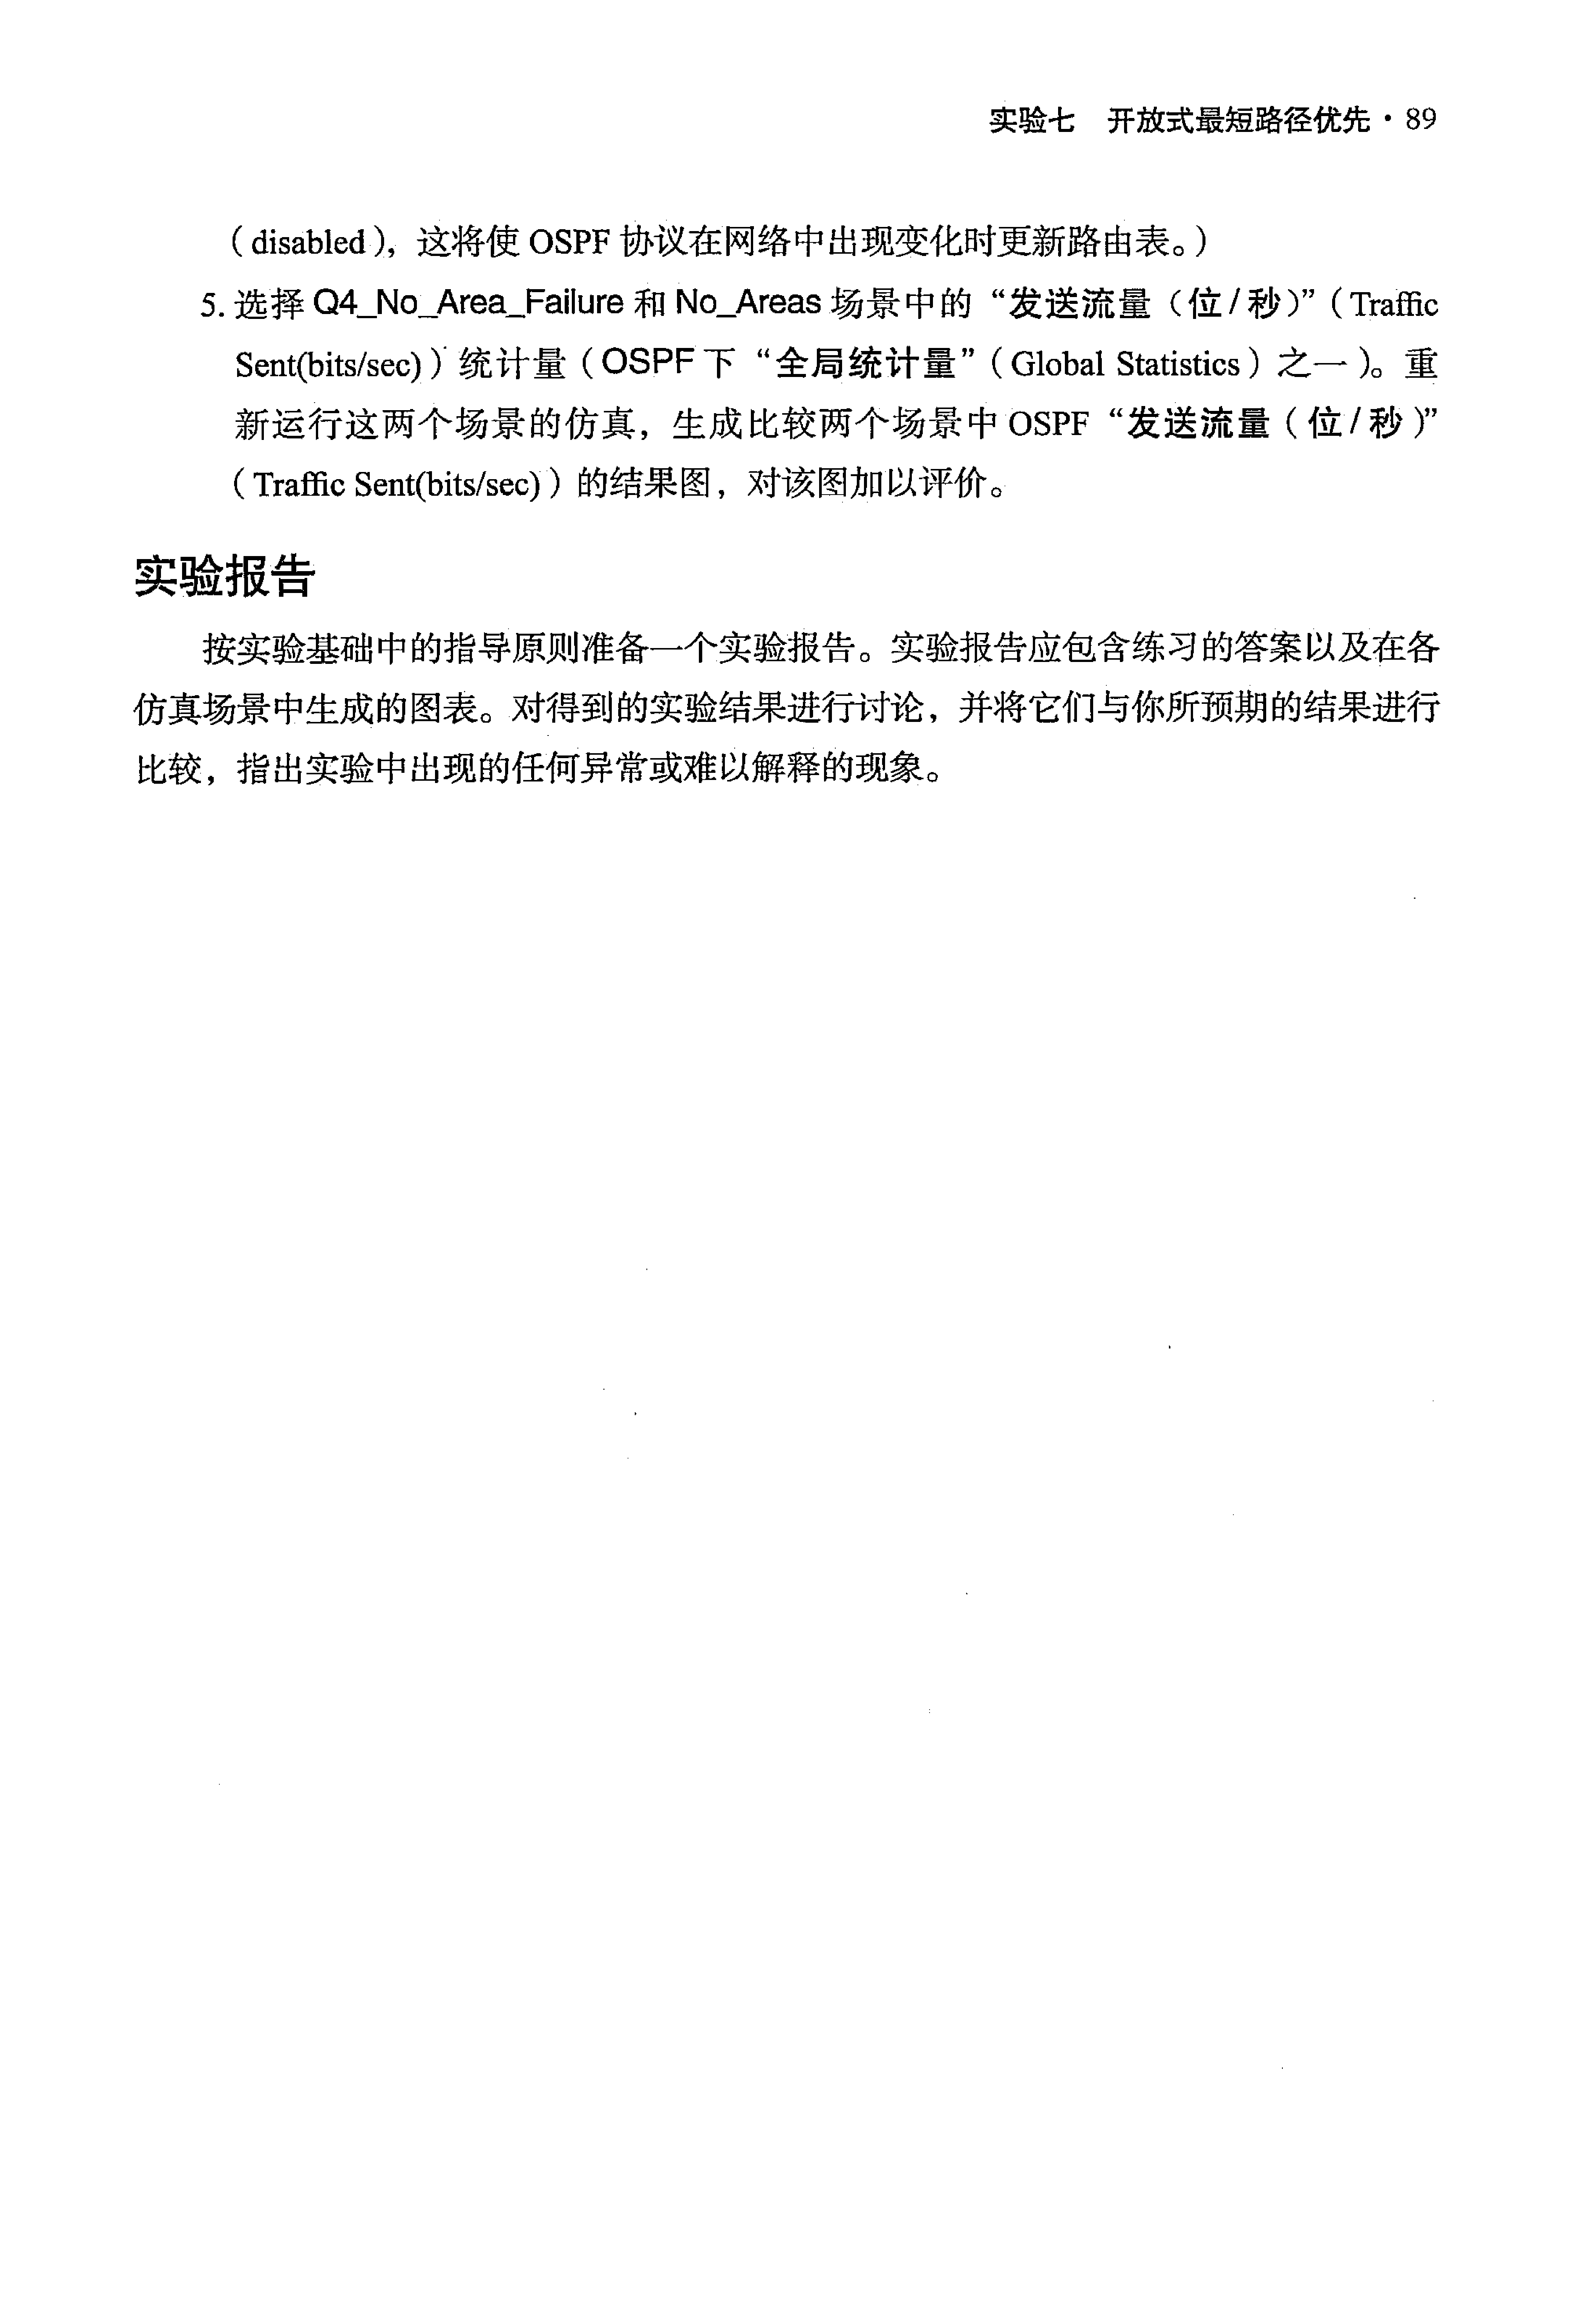 实验七　开放式最短路径优先·89
（disabled），这将使 OSPF 协议在网络中出现变化时更新路由表。）
5. 选择 Q4_No_Area_Failure 和 No_Areas 场景中的“发送流量（位/秒）”（Traffic
Sent(bits/sec)）统计量（OSPF 下“全局统计量”（Global Statistics）之一）。重
新运行这两个场景的仿真，生成比较两个场景中 OSPF“发送流量（位/秒）”
（Traffic Sent(bits/sec)）的结果图，对该图加以评价。
实验报告
按实验基础中的指导原则准备一个实验报告。实验报告应包含练习的答案以及在各
仿真场景中生成的图表。对得到的实验结果进行讨论，并将它们与你所预期的结果进行
比较，指出实验中出现的任何异常或难以解释的现象。